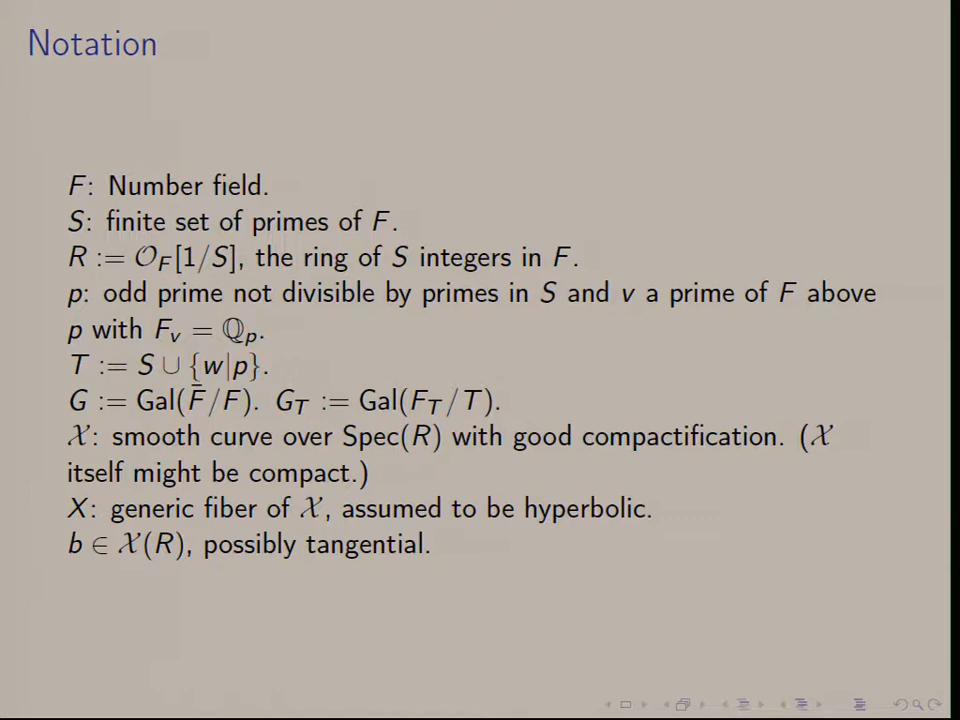 Notation
F: Number field.
S: finite set of primes of F.
R := 𝒪_F[1/S], the ring of S integers in F.
p: odd prime not divisible by primes in S and v a prime of F above
p with F_v = ℚ_p.
T := S ∪ {w|p}.
G := Gal(F̄/F). G_T := Gal(F_T/T).
𝒳: smooth curve over Spec(R) with good compactification. (𝒳
itself might be compact.)
X: generic fiber of 𝒳, assumed to be hyperbolic.
b ∈ 𝒳(R), possibly tangential.